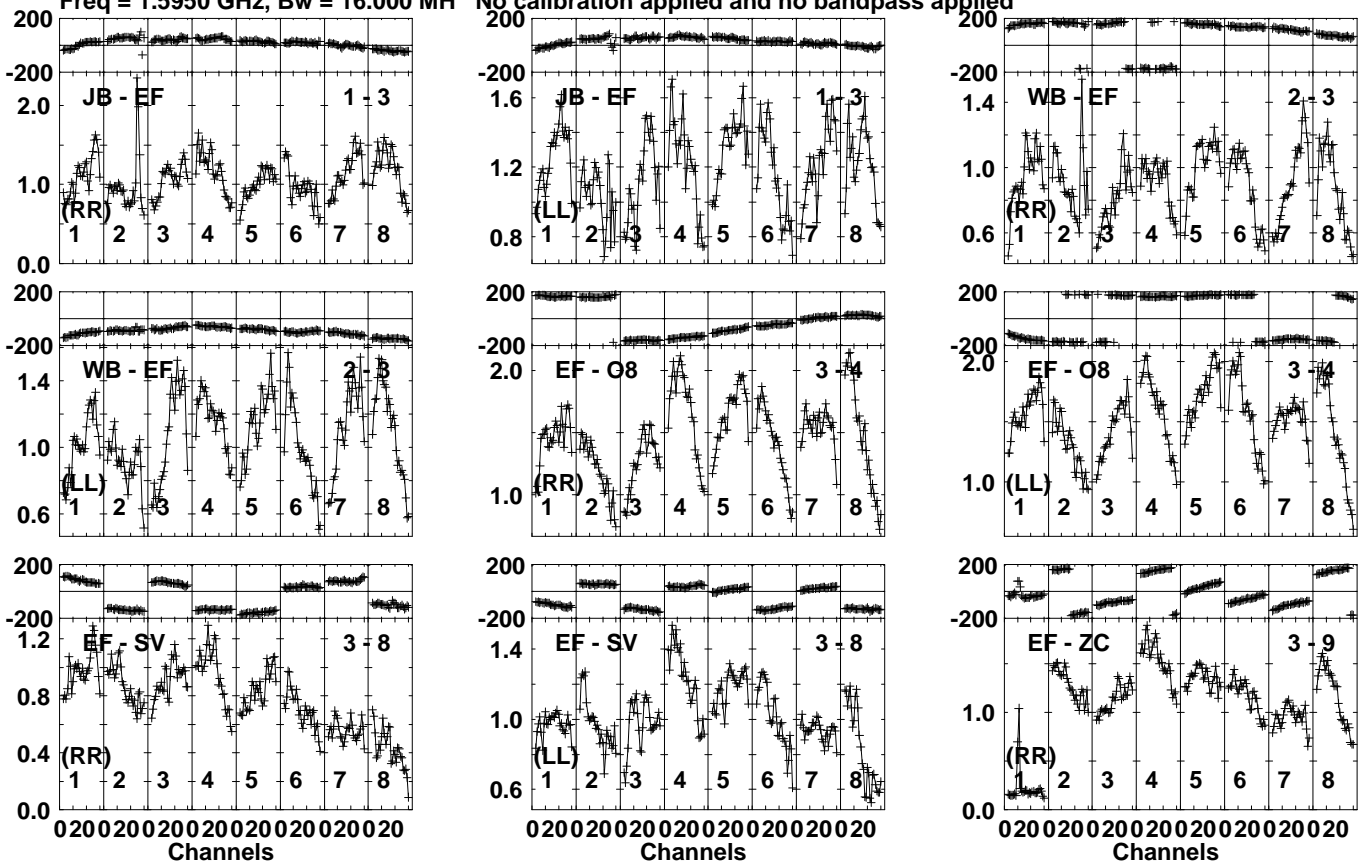 Freq = 1.5950 GHz, Bw = 16.000 MH No calibration applied and no bandpass applied
200
-200
JB - EF 1 - 3
2.0
1.0
0.0
(RR)
1 2 3 4 5 6 7 8
-200
JB - EF 1 - 3
200
1.6
1.2
0.8
(LL)
1 2 3 4 5 6 7 8
200
-200
WB - EF 2 - 3
1.4
1.0
0.6
(RR)
1 2 3 4 5 6 7 8
200
-200
WB - EF 2 - 3
1.4
1.0
0.6
(LL)
1 2 3 4 5 6 7 8
200
-200
EF - O8 3 - 4
2.0
1.0
(RR)
1 2 3 4 5 6 7 8
200
-200
EF - O8 3 - 4
2.0
1.0
(LL)
1 2 3 4 5 6 7 8
200
-200
EF - SV 3 - 8
1.2
0.8
0.4
0.0
(RR)
1 2 3 4 5 6 7 8
0 20 0 20 0 20 0 20 0 20 0 20 0 20 0 20
Channels
200
-200
EF - SV 3 - 8
1.4
1.0
0.6
(LL)
1 2 3 4 5 6 7 8
0 20 0 20 0 20 0 20 0 20 0 20 0 20 0 20
Channels
200
-200
EF - ZC 3 - 9
1.0
0.0
(RR)
1 2 3 4 5 6 7 8
0 20 0 20 0 20 0 20 0 20 0 20 0 20 0 20
Channels